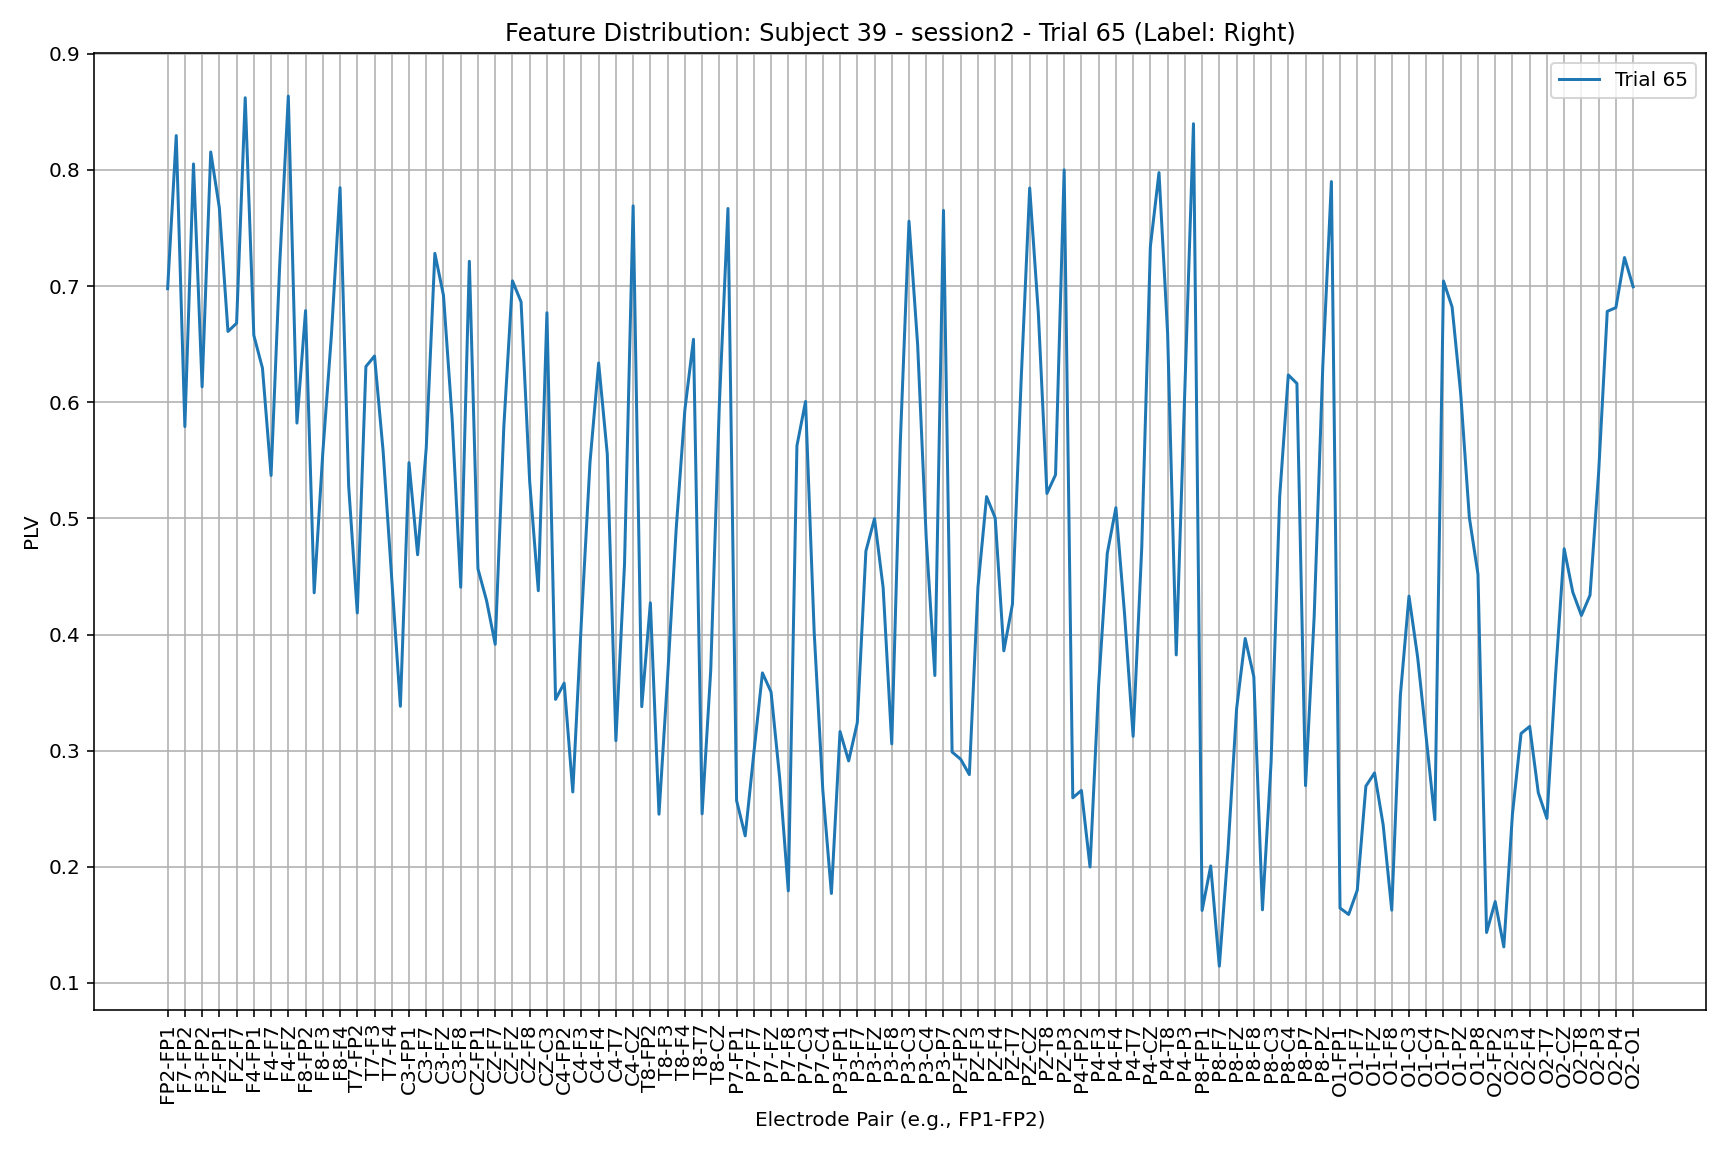 Feature Distribution: Subject 39 - session2 - Trial 65 (Label: Right)
Trial 65
PLV
0.9
0.8
0.7
0.6
0.5
0.4
0.3
0.2
0.1
FP2-FP1
F7-FP2
F3-FP2
FZ-FP1
FZ-F7
F4-FP1
F4-F7
F4-FZ
F8-FP2
F8-F3
F8-F4
T7-FP2
T7-F3
T7-F4
C3-FP1
C3-F7
C3-FZ
C3-F8
CZ-FP1
CZ-F7
CZ-FZ
CZ-F8
CZ-C3
C4-FP2
C4-F3
C4-F4
C4-T7
C4-CZ
T8-FP2
T8-F3
T8-F4
T8-T7
T8-CZ
P7-FP1
P7-F7
P7-FZ
P7-F8
P7-C3
P7-C4
P3-FP1
P3-F7
P3-FZ
P3-F8
P3-C3
P3-C4
P3-P7
PZ-FP2
PZ-F3
PZ-F4
PZ-T7
PZ-CZ
PZ-T8
PZ-P3
P4-FP2
P4-F3
P4-F4
P4-T7
P4-CZ
P4-T8
P4-P3
P8-FP1
P8-F7
P8-FZ
P8-F8
P8-C3
P8-C4
P8-P7
P8-PZ
O1-FP1
O1-F7
O1-FZ
O1-F8
O1-C3
O1-C4
O1-P7
O1-PZ
O1-P8
O2-FP2
O2-F3
O2-F4
O2-T7
O2-CZ
O2-T8
O2-P3
O2-P4
O2-O1
Electrode Pair (e.g., FP1-FP2)